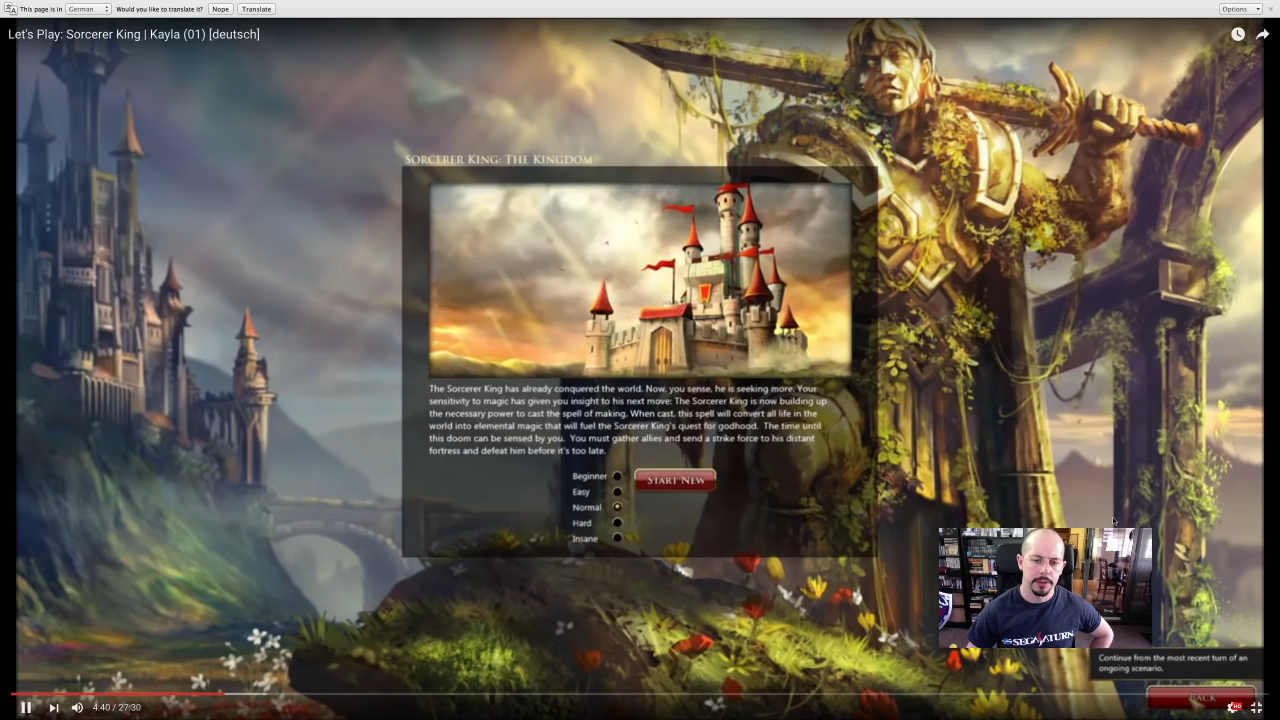 This page is in German Would you like to translate it? Nope Translate Options
Let's Play: Sorcerer King | Kayla (01) [deutsch]
Sorcerer King: The Kingdom
The Sorcerer King has already conquered the world. Now, you sense, he is seeking more. Your
sensitivity to magic has given you insight to his next move: The Sorcerer King is now building up
the necessary power to cast the spell of making. When cast, this spell will convert all life in the
world into elemental magic that will fuel the Sorcerer King's quest for godhood. The time until
this doom can be sensed by you. You must gather allies and send a strike force to his distant
fortress and defeat him before it's too late.
Beginner
Start New
Easy
Normal
Hard
Insane
SEGA SATURN
Continue from the most recent turn of an
ongoing scenario.
Back
4:40 / 27:30
HD